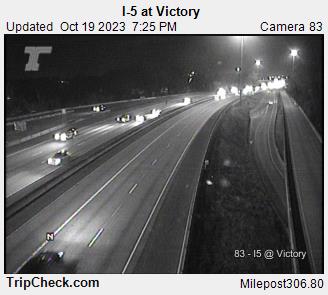 I-5 at Victory
Updated Oct 19 2023 7:25 PM
Camera 83
T
N
83 - I5 @ Victory
TripCheck.com
Milepost306.80